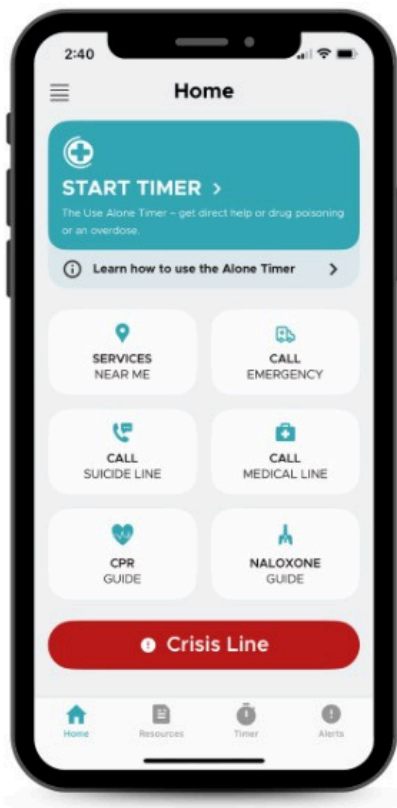 2:40
Home
START TIMER >
The Use Alone Timer – get direct help or drug poisoning
or an overdose.
Learn how to use the Alone Timer >
SERVICES
NEAR ME
CALL
EMERGENCY
CALL
SUICIDE LINE
CALL
MEDICAL LINE
CPR
GUIDE
NALOXONE
GUIDE
Crisis Line
Home
Resources
Timer
Alerts